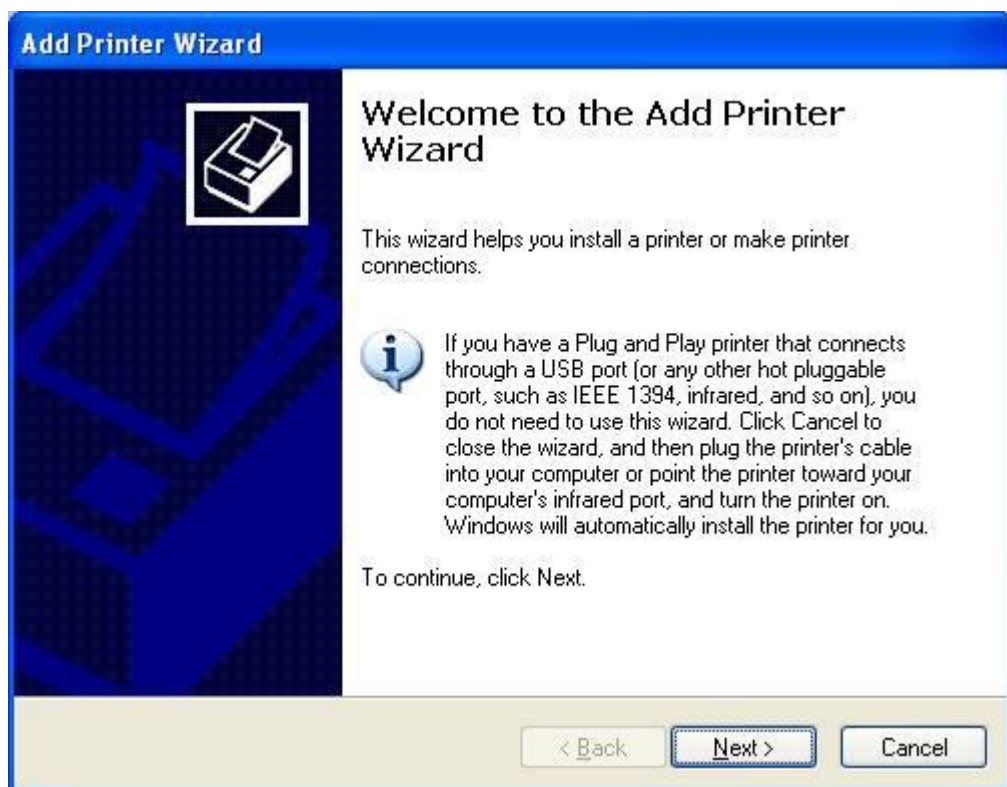 Add Printer Wizard
Welcome to the Add Printer
Wizard
This wizard helps you install a printer or make printer
connections.
If you have a Plug and Play printer that connects
through a USB port (or any other hot pluggable
port, such as IEEE 1394, infrared, and so on), you
do not need to use this wizard. Click Cancel to
close the wizard, and then plug the printer's cable
into your computer or point the printer toward your
computer's infrared port, and turn the printer on.
Windows will automatically install the printer for you.
To continue, click Next.
< Back
Next >
Cancel